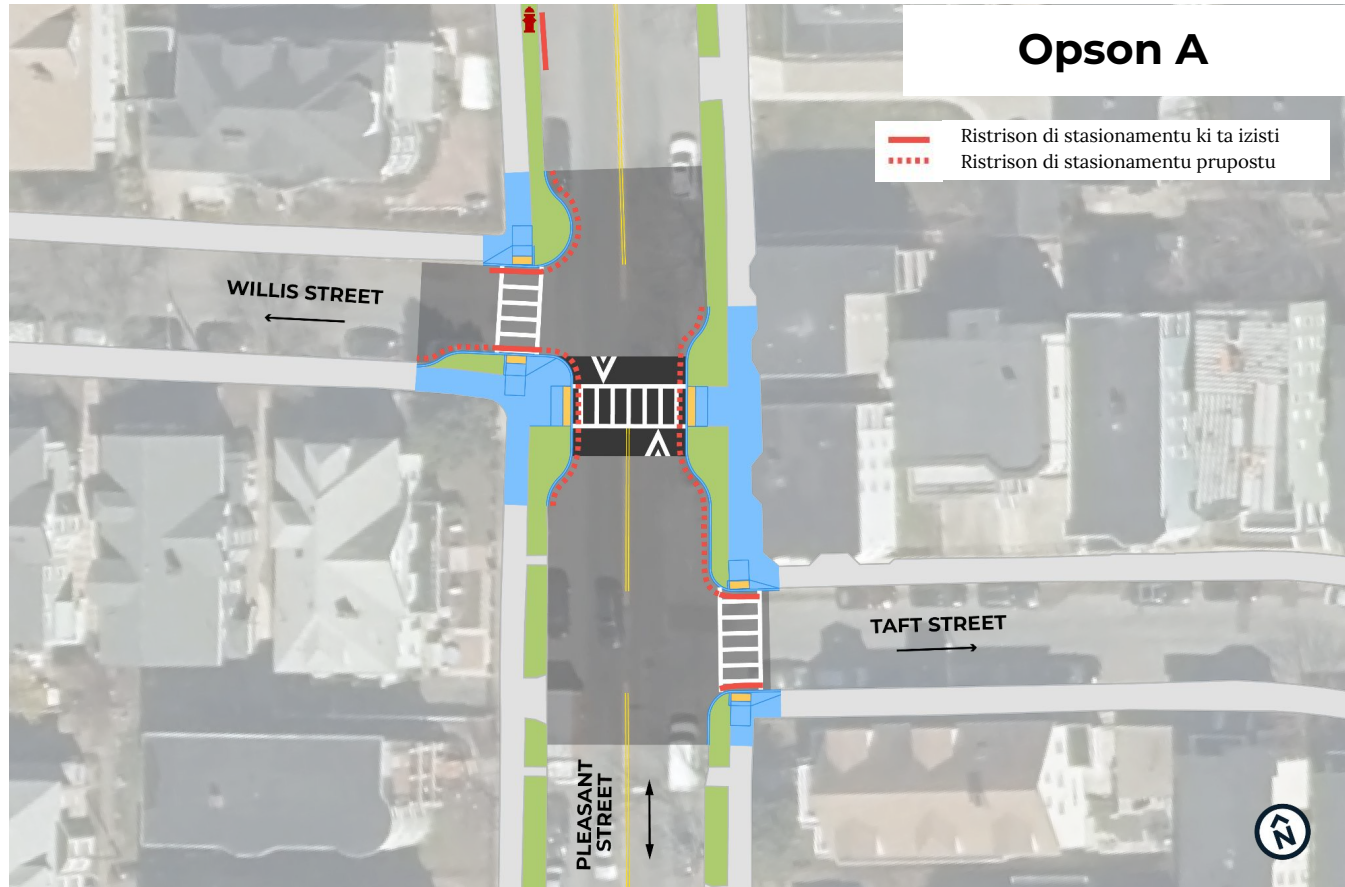 Opson A
Ristrison di stasionamentu ki ta izisti
Ristrison di stasionamentu prupostu
WILLIS STREET
TAFT STREET
PLEASANT
STREET
N